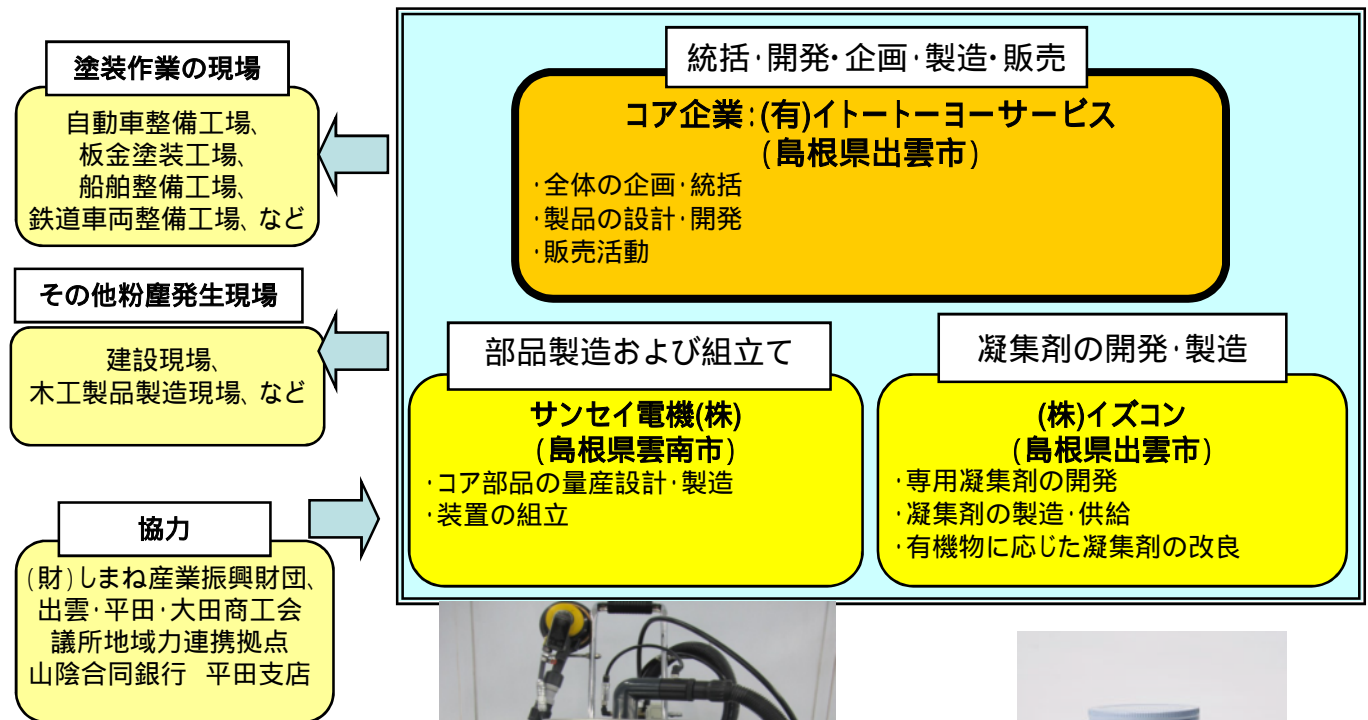 塗装作業の現場
自動車整備工場、
板金塗装工場、
船舶整備工場、
鉄道車両整備工場、など
その他粉塵発生現場
建設現場、
木工製品製造現場、など
協力
(財)しまね産業振興財団、
出雲・平田・大田商工会
議所地域力連携拠点
山陰合同銀行　平田支店
統括・開発・企画・製造・販売
コア企業:(有)イトートーヨーサービス
(島根県出雲市)
・全体の企画・統括
・製品の設計・開発
・販売活動
部品製造および組立て
サンセイ電機(株)
(島根県雲南市)
・コア部品の量産設計・製造
・装置の組立
凝集剤の開発・製造
(株)イズコン
(島根県出雲市)
・専用凝集剤の開発
・凝集剤の製造・供給
・有機物に応じた凝集剤の改良